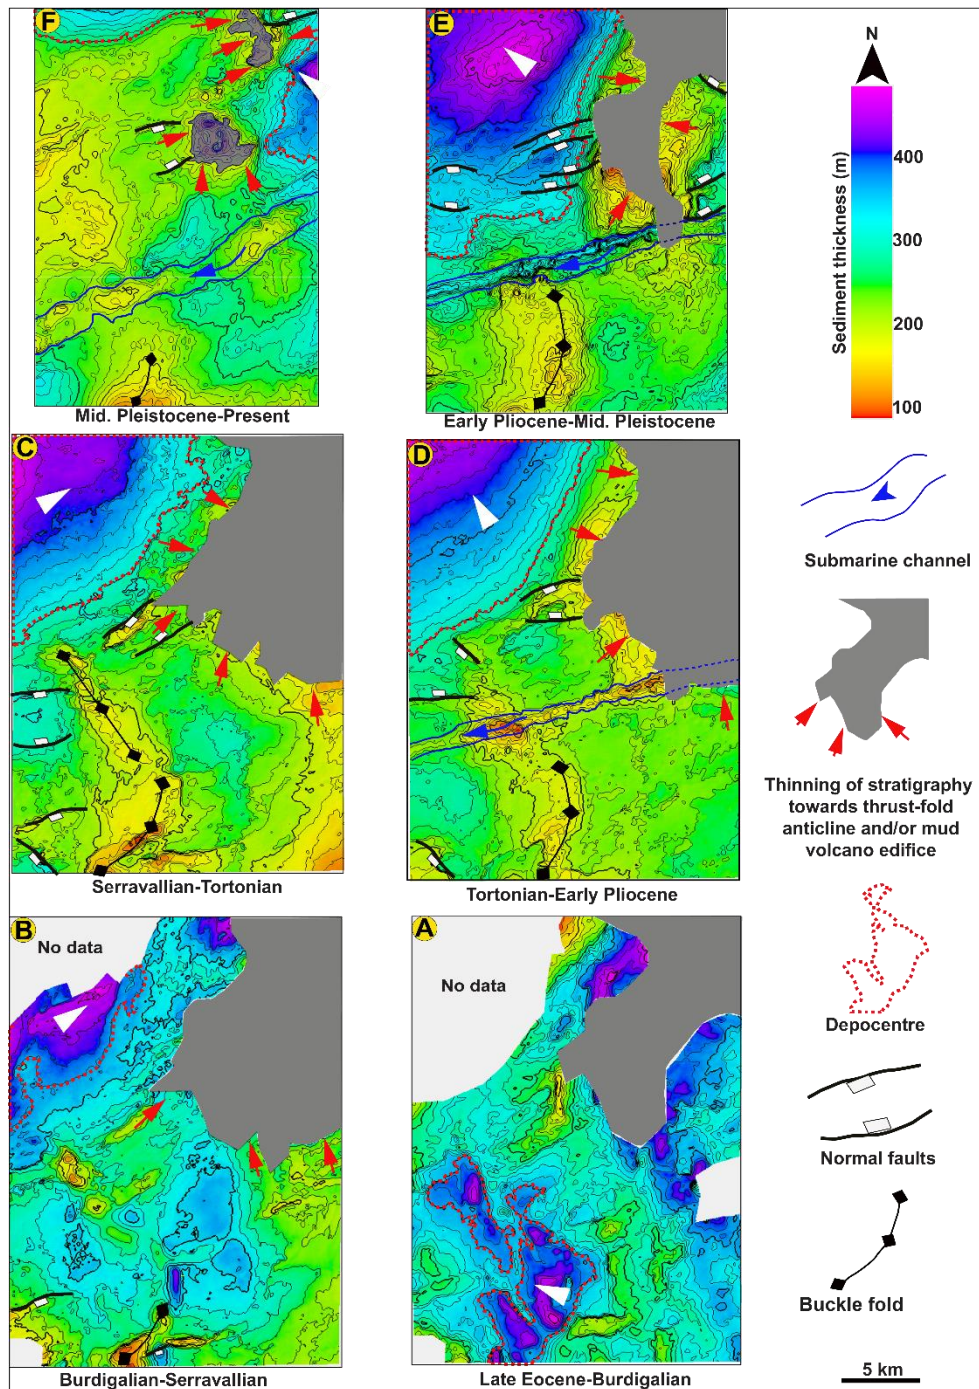 F
Mid. Pleistocene-Present
E
Early Pliocene-Mid. Pleistocene
C
Serravallian-Tortonian
D
Tortonian-Early Pliocene
B
No data
Burdigalian-Serravallian
A
No data
Late Eocene-Burdigalian
N
Sediment thickness (m)
400
300
200
100
Submarine channel
Thinning of stratigraphy
towards thrust-fold
anticline and/or mud
volcano edifice
Depocentre
Normal faults
Buckle fold
5 km